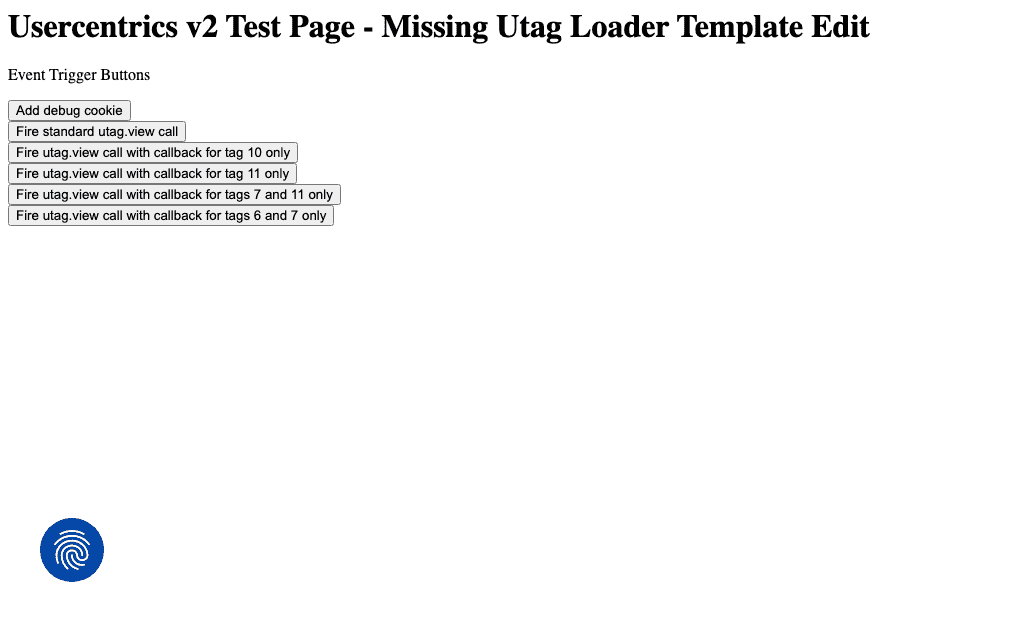 Usercentrics v2 Test Page - Missing Utag Loader Template Edit
Event Trigger Buttons
Add debug cookie
Fire standard utag.view call
Fire utag.view call with callback for tag 10 only
Fire utag.view call with callback for tag 11 only
Fire utag.view call with callback for tags 7 and 11 only
Fire utag.view call with callback for tags 6 and 7 only